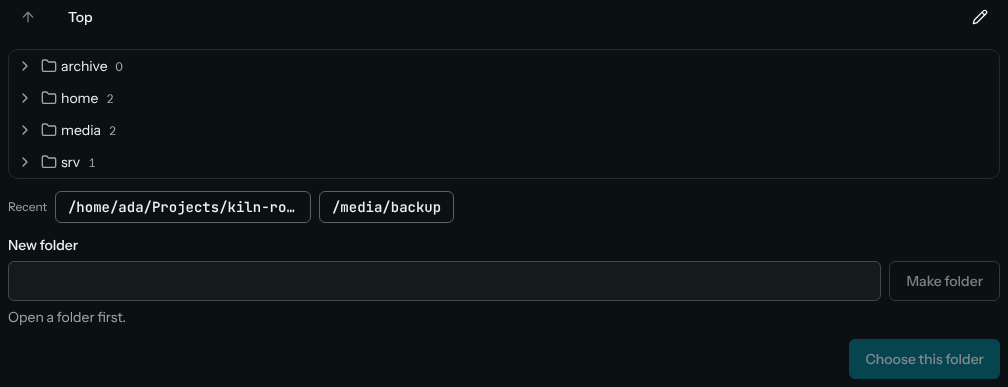 Top
archive 0
home 2
media 2
srv 1
Recent /home/ada/Projects/kiln-ro… /media/backup
New folder
Make folder
Open a folder first.
Choose this folder